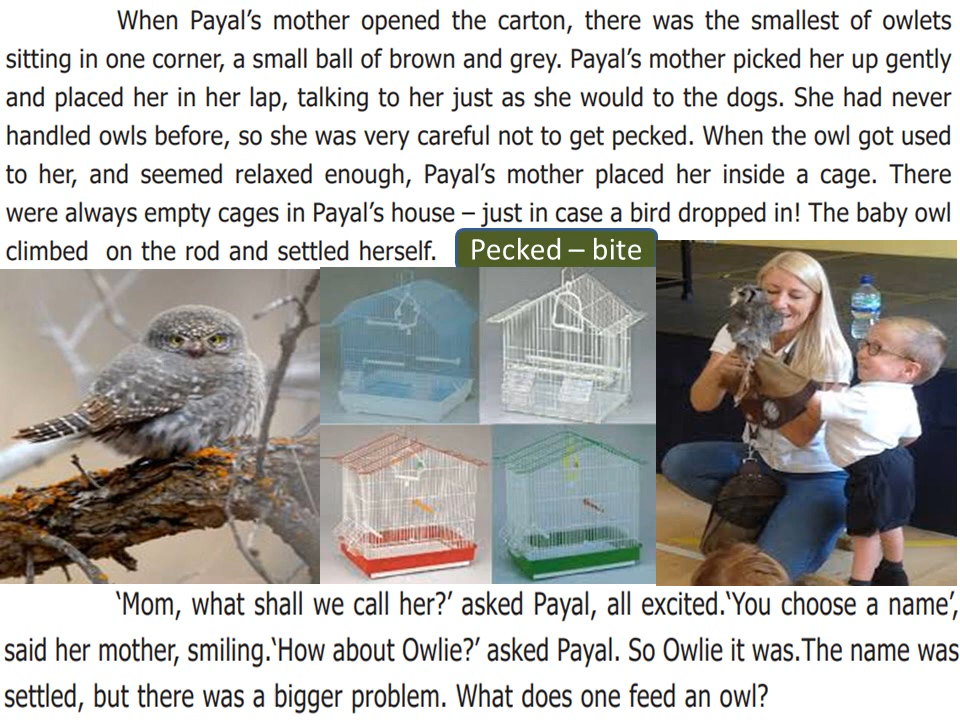 When Payal’s mother opened the carton, there was the smallest of owlets
sitting in one corner, a small ball of brown and grey. Payal’s mother picked her up gently
and placed her in her lap, talking to her just as she would to the dogs. She had never
handled owls before, so she was very careful not to get pecked. When the owl got used
to her, and seemed relaxed enough, Payal’s mother placed her inside a cage. There
were always empty cages in Payal’s house – just in case a bird dropped in! The baby owl
climbed on the rod and settled herself.
Pecked – bite
‘Mom, what shall we call her?’ asked Payal, all excited.‘You choose a name’,
said her mother, smiling.‘How about Owlie?’ asked Payal. So Owlie it was.The name was
settled, but there was a bigger problem. What does one feed an owl?